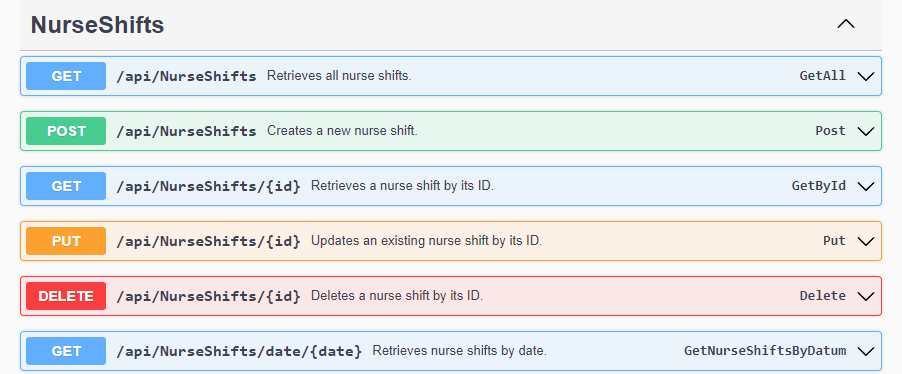 NurseShifts
GET /api/NurseShifts Retrieves all nurse shifts. GetAll
POST /api/NurseShifts Creates a new nurse shift. Post
GET /api/NurseShifts/{id} Retrieves a nurse shift by its ID. GetById
PUT /api/NurseShifts/{id} Updates an existing nurse shift by its ID. Put
DELETE /api/NurseShifts/{id} Deletes a nurse shift by its ID. Delete
GET /api/NurseShifts/date/{date} Retrieves nurse shifts by date. GetNurseShiftsByDatum